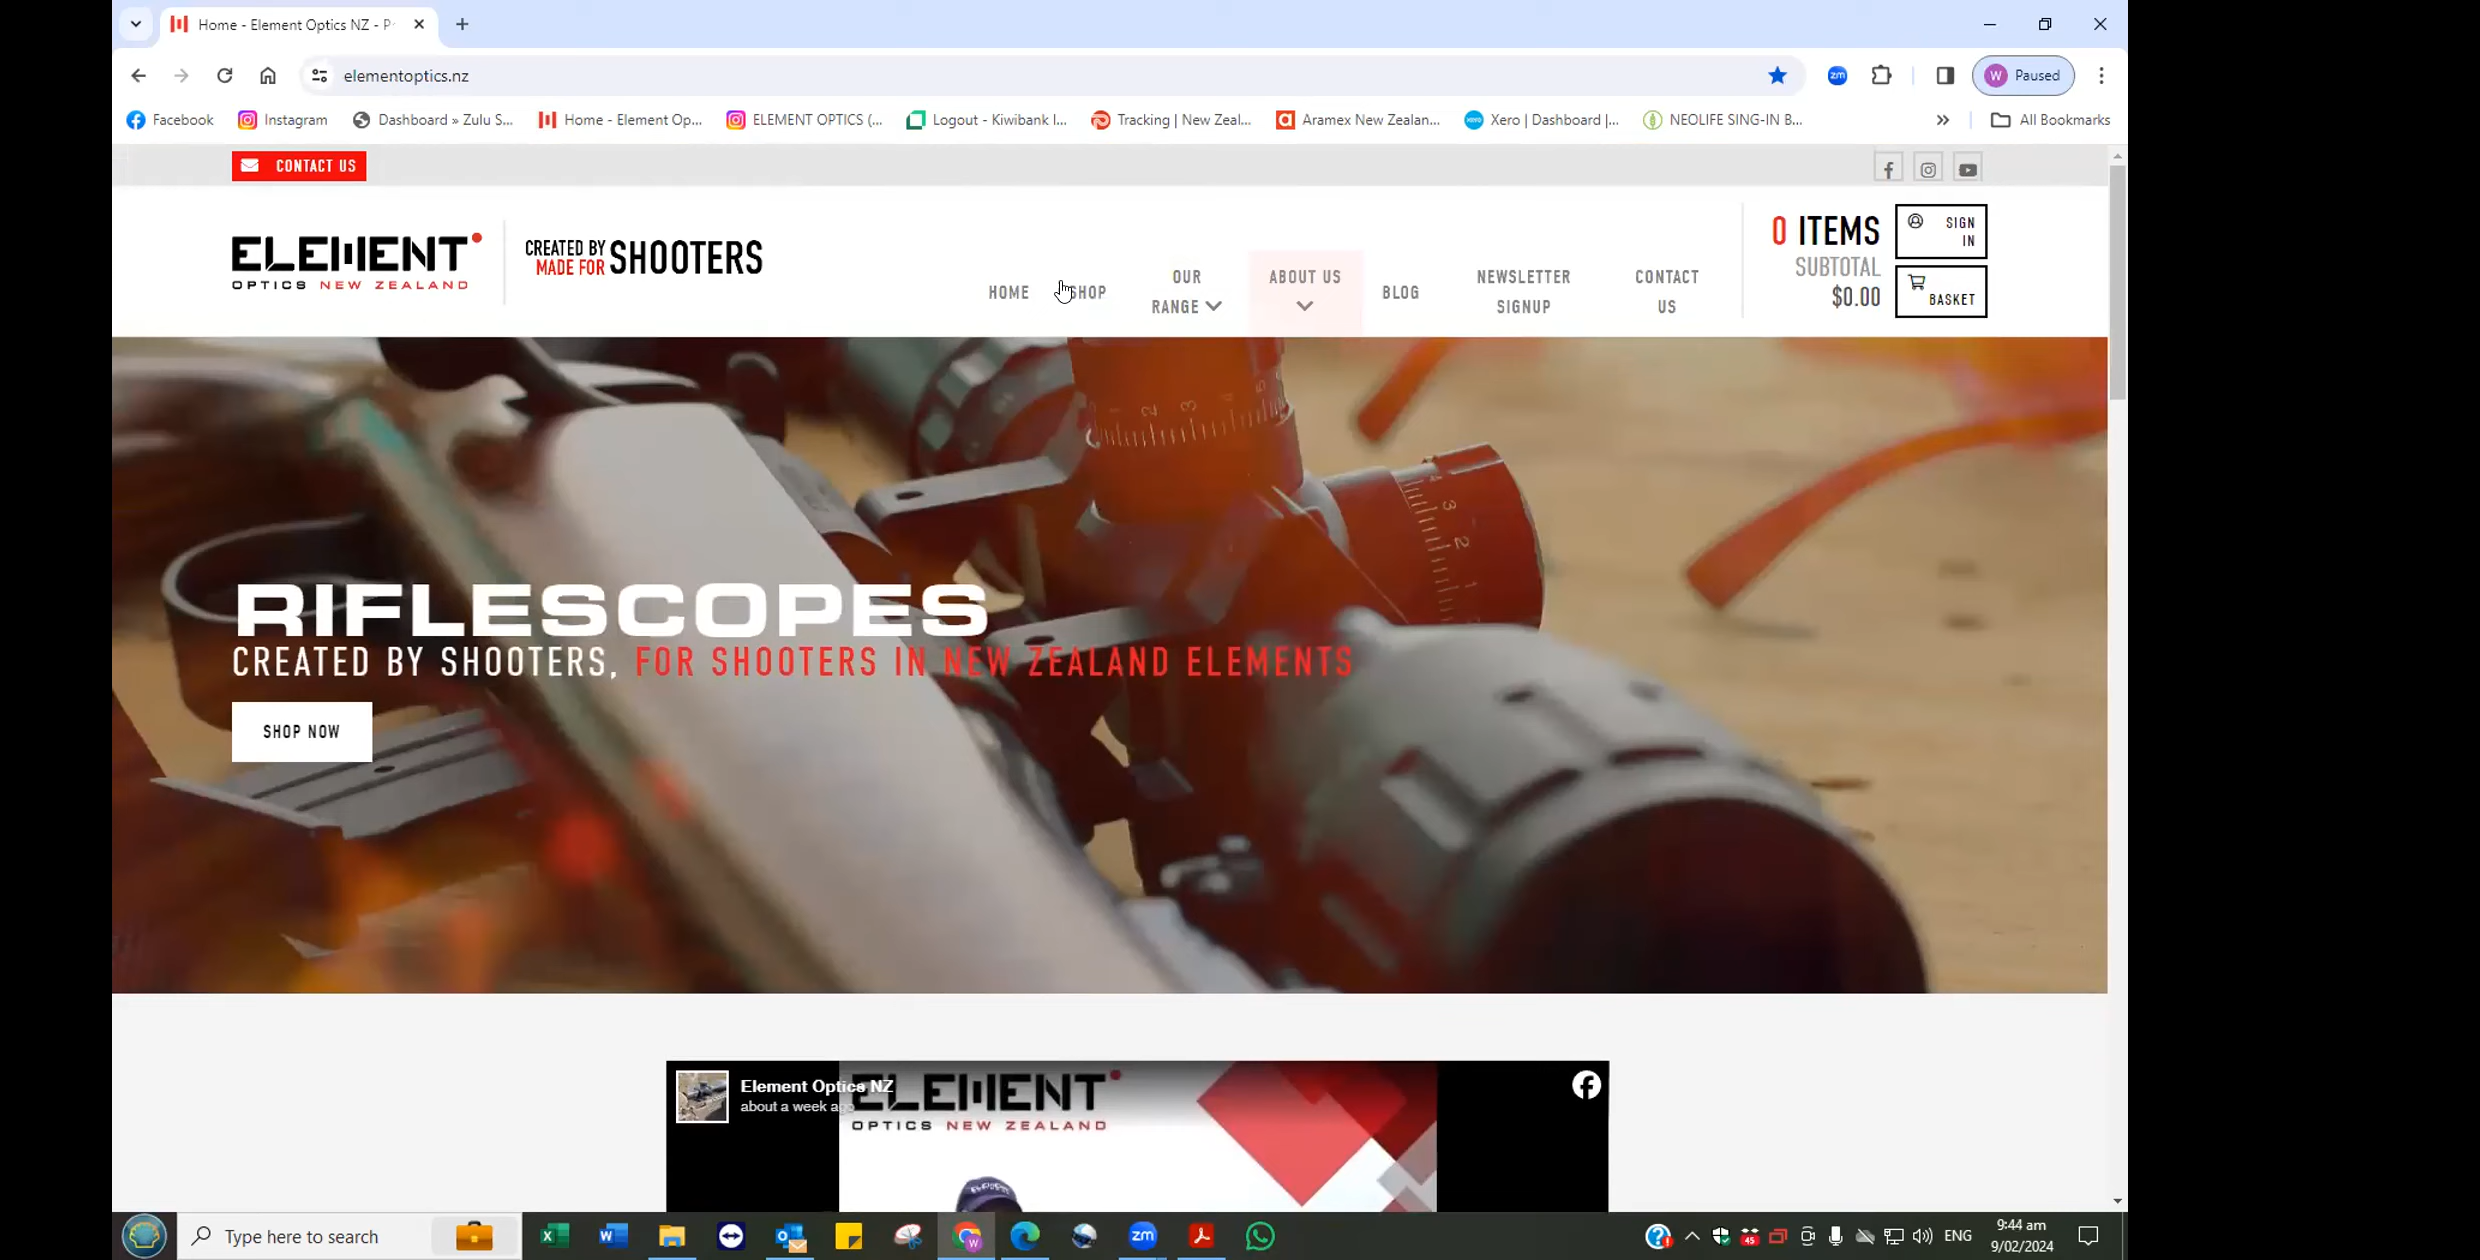 Home - Element Optics NZ - P
elementoptics.nz
zm
W Paused
Facebook
Instagram
Dashboard » Zulu S...
Home - Element Op...
ELEMENT OPTICS (...
Logout - Kiwibank I...
Tracking | New Zeal...
Aramex New Zealan...
Xero | Dashboard |...
NEOLIFE SING-IN B...
All Bookmarks
CONTACT US
ELEMENT
OPTICS NEW ZEALAND
CREATED BY
MADE FOR SHOOTERS
HOME
SHOP
OUR
RANGE
ABOUT US
BLOG
NEWSLETTER
SIGNUP
CONTACT
US
0 ITEMS
SUBTOTAL
$0.00
SIGN
IN
BASKET
RIFLESCOPES
CREATED BY SHOOTERS, FOR SHOOTERS IN NEW ZEALAND ELEMENTS
SHOP NOW
Element Optics NZ
about a week ago
ELEMENT
OPTICS NEW ZEALAND
Type here to search
zm
45
ENG
9:44 am
9/02/2024